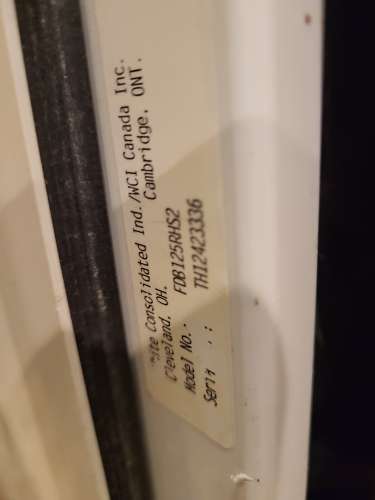 Consolidated Ind./WCI Canada Inc.
Cleveland, OH. Cambridge, ONT.
Model No. FDB125RHS2
TH12423336